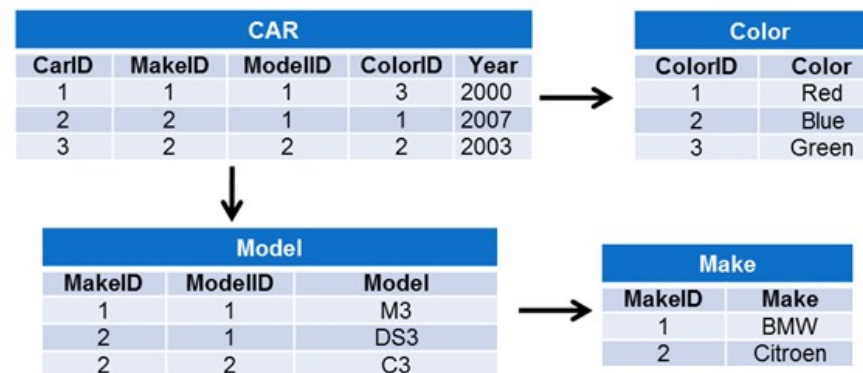 CAR
CarID MakeID ModelID ColorID Year
1 1 1 3 2000
2 2 1 1 2007
3 2 2 2 2003
Color
ColorID Color
1 Red
2 Blue
3 Green
Model
MakeID ModelID Model
1 1 M3
2 1 DS3
2 2 C3
Make
MakeID Make
1 BMW
2 Citroen